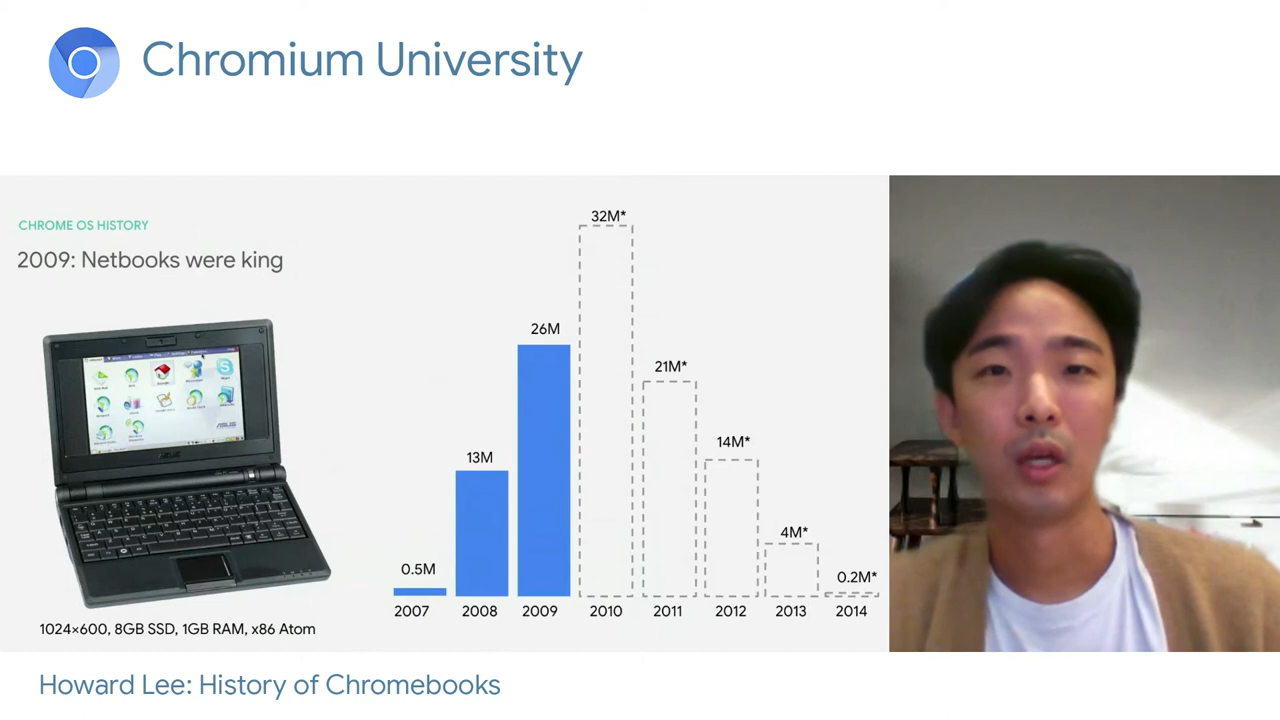 Chromium University
CHROME OS HISTORY
2009: Netbooks were king
32M*
26M
21M*
14M*
13M
4M*
0.5M
0.2M*
2007 2008 2009 2010 2011 2012 2013 2014
ASUS
1024×600, 8GB SSD, 1GB RAM, x86 Atom
Howard Lee: History of Chromebooks